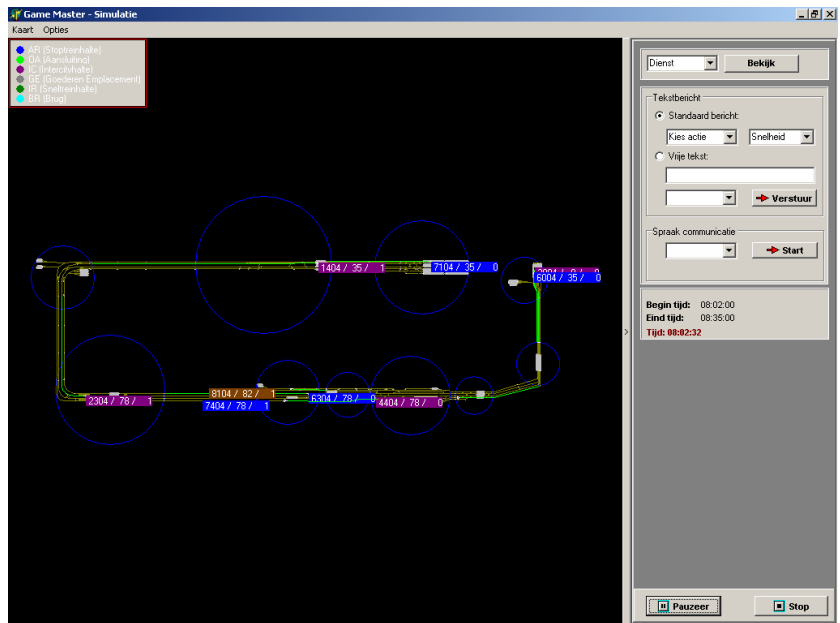 Game Master - Simulatie
Kaart Opties
AR (Stoptreinhalte)
OA (Aansluiting)
IC (Intercityhalte)
GE (Goederen Emplacement)
IR (Sneltreinhalte)
BR (Brug)
Dienst
Bekijk
Tekstbericht
Standaard bericht:
Kies actie
Snelheid
Vrije tekst:
Verstuur
Spraak communicatie
Start
Begin tijd: 08:02:00
Eind tijd: 08:35:00
Tijd: 08:02:32
1404 / 35 / 1
7104 / 35 / 0
6004 / 35 / 0
8104 / 82 / 1
2304 / 78 / 1
7404 / 78 / 1
6304 / 78 / 0
4404 / 78 / 0
Pauzeer
Stop